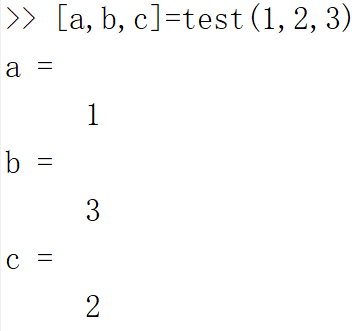 >> [a,b,c]=test(1,2,3)
a =
1
b =
3
c =
2